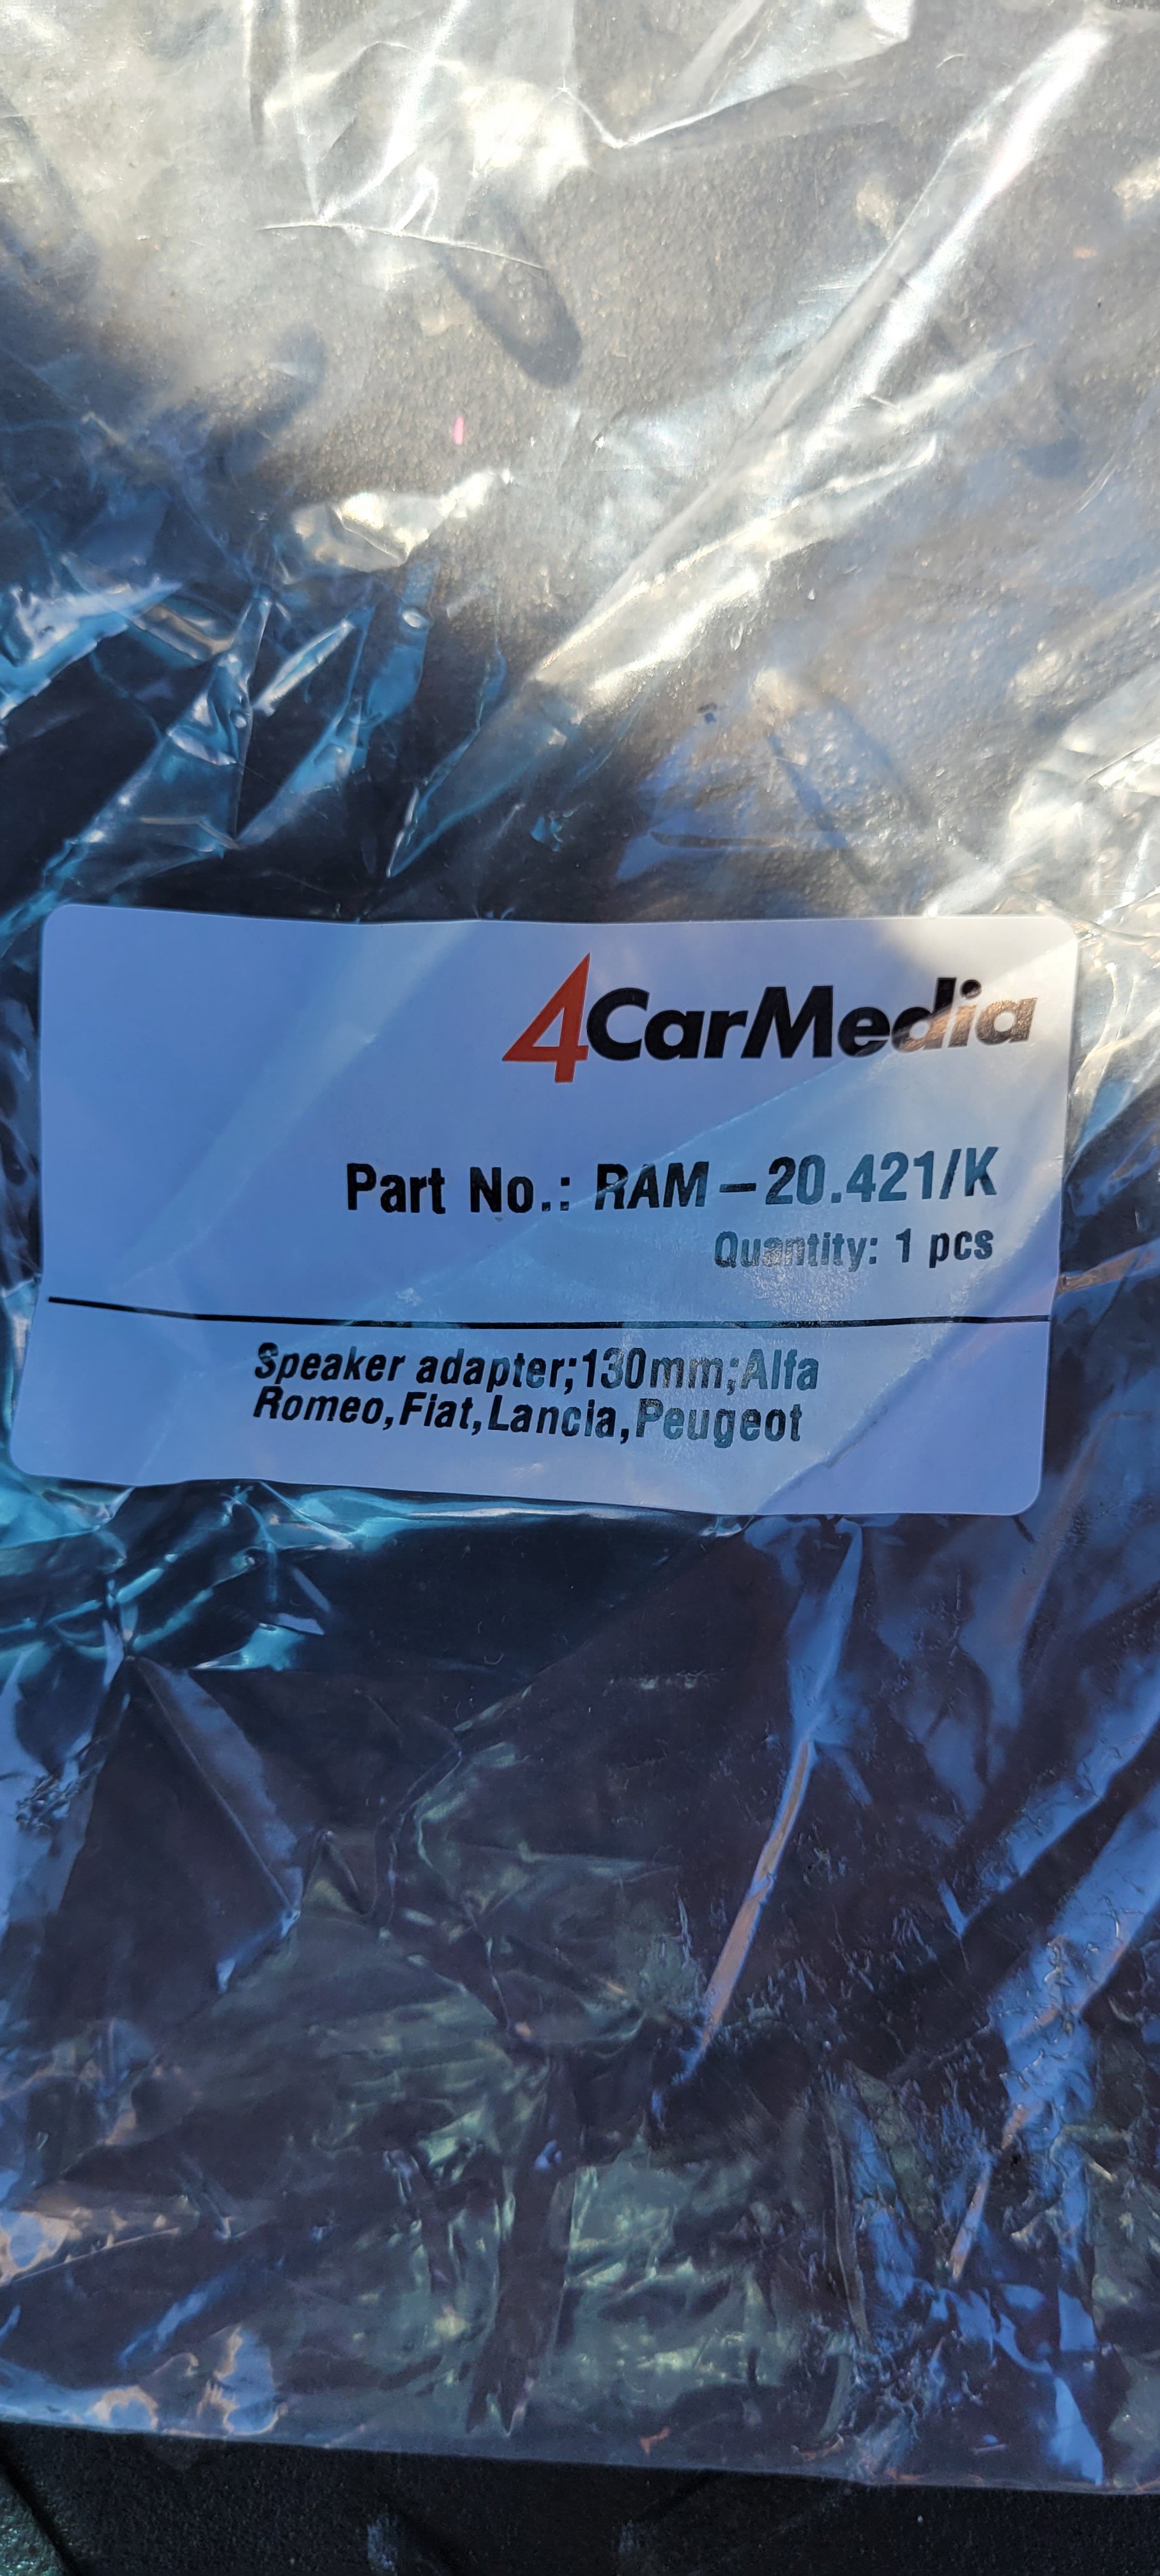 4CarMedia
Part No.: RAM-20.421/K
Quantity: 1 pcs
Speaker adapter;130mm;Alfa
Romeo,Fiat,Lancia,Peugeot